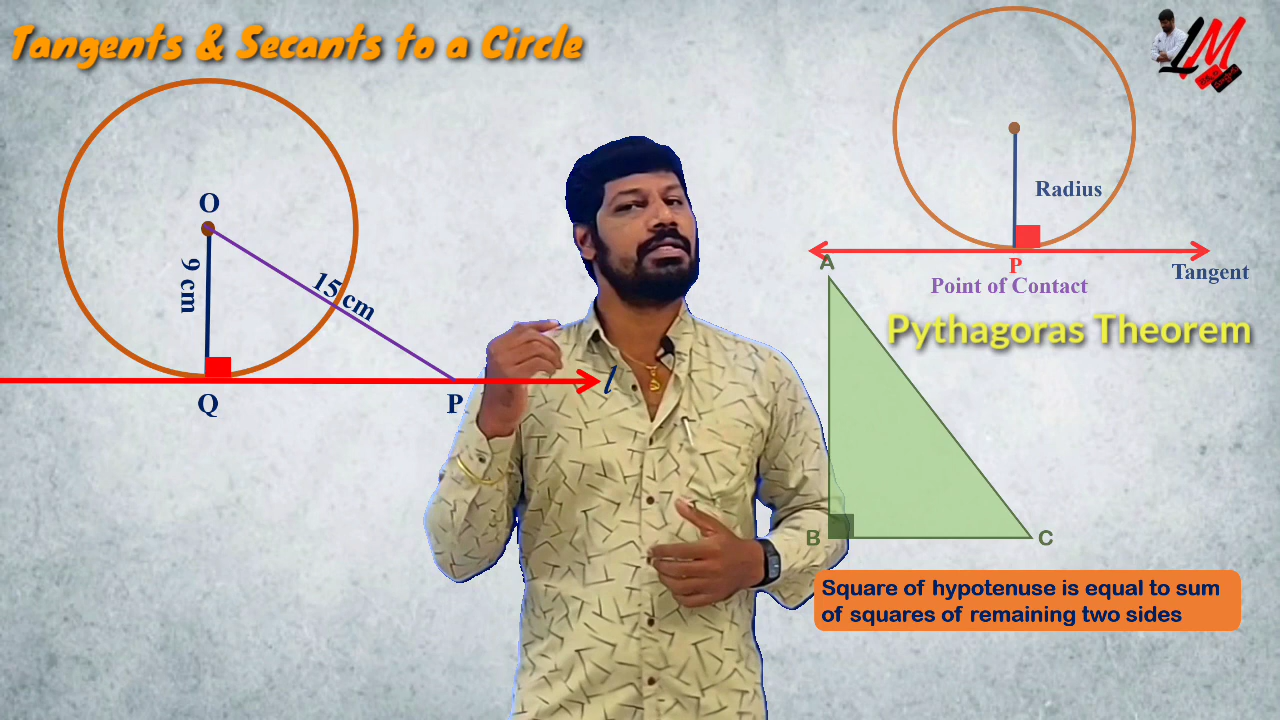 Tangents & Secants to a Circle
LM
O
9 cm
15 cm
Q
P
l
Radius
P
Tangent
Point of Contact
Pythagoras Theorem
A
B
C
Square of hypotenuse is equal to sum
of squares of remaining two sides